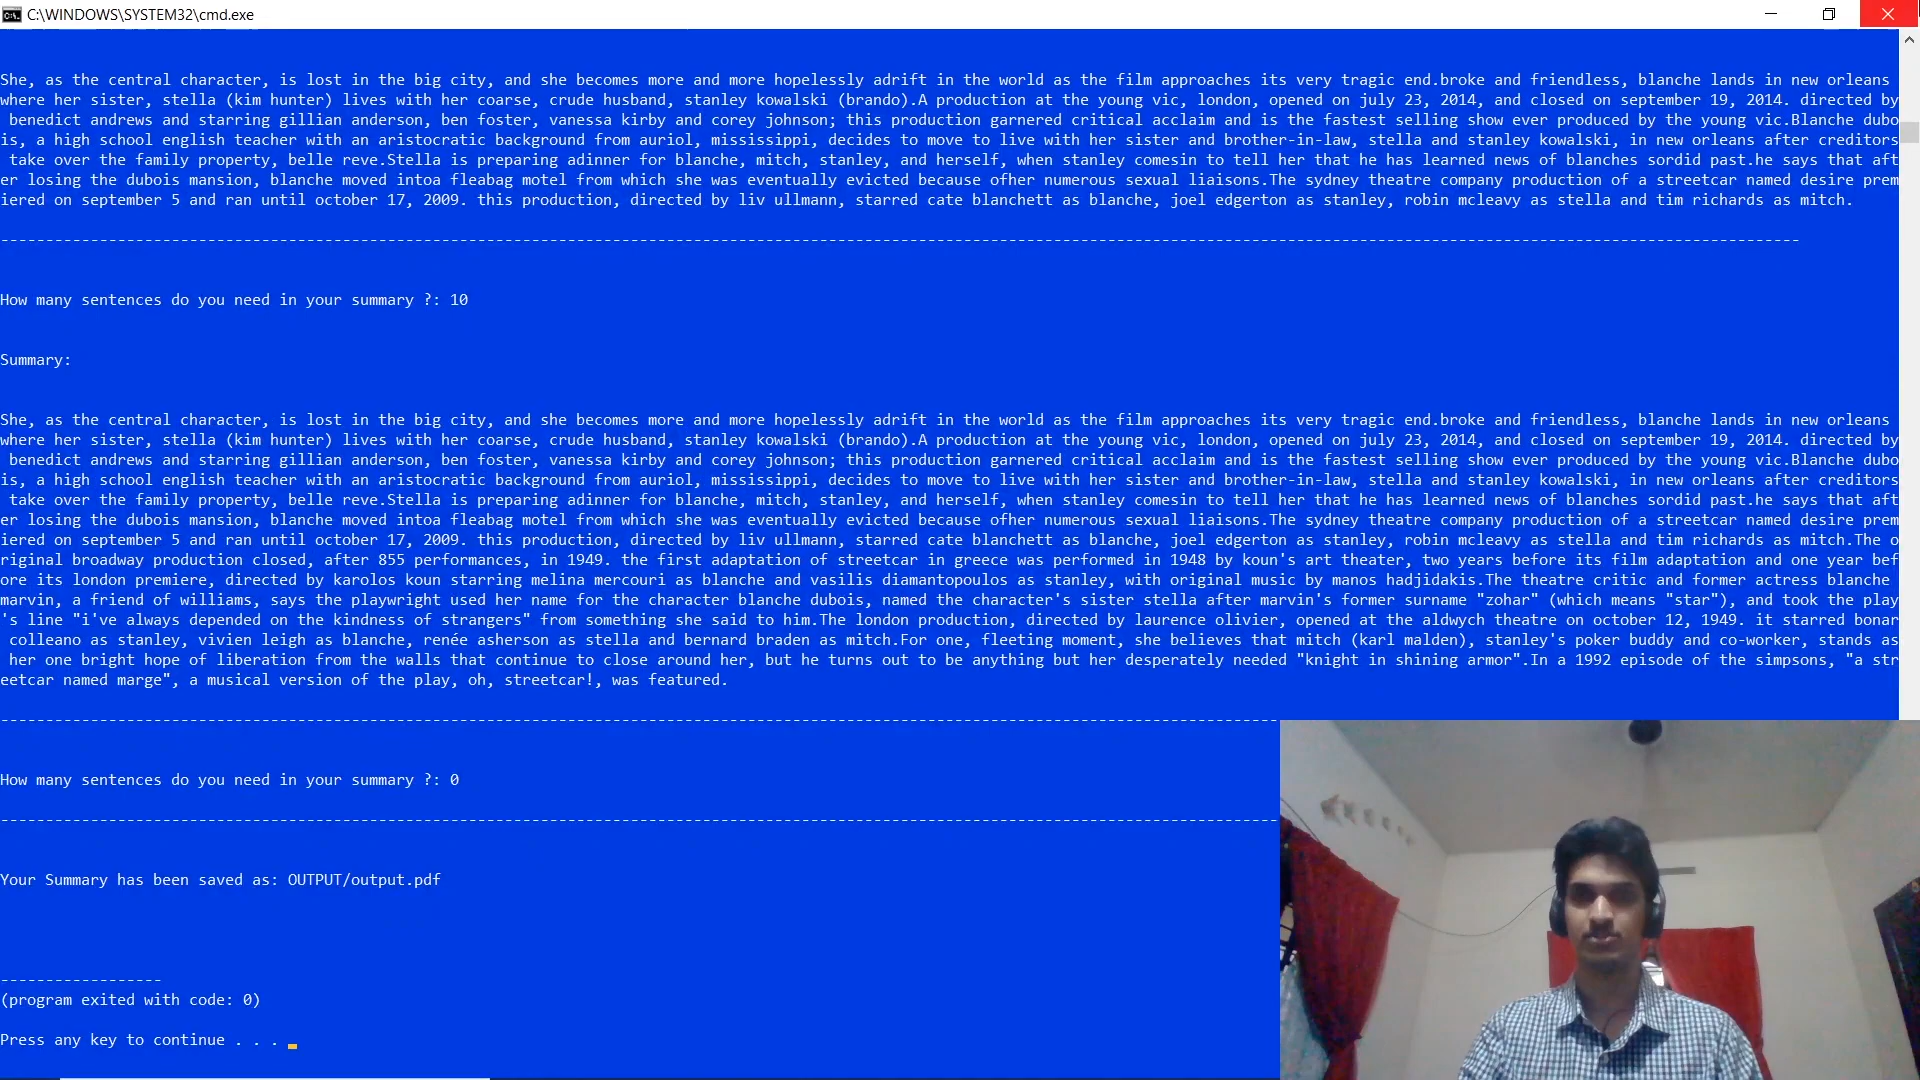 C:\WINDOWS\SYSTEM32\cmd.exe
She, as the central character, is lost in the big city, and she becomes more and more hopelessly adrift in the world as the film approaches its very tragic end.broke and friendless, blanche lands in new orleans
where her sister, stella (kim hunter) lives with her coarse, crude husband, stanley kowalski (brando).A production at the young vic, london, opened on july 23, 2014, and closed on september 19, 2014. directed by
benedict andrews and starring gillian anderson, ben foster, vanessa kirby and corey johnson; this production garnered critical acclaim and is the fastest selling show ever produced by the young vic.Blanche dubo
is, a high school english teacher with an aristocratic background from auriol, mississippi, decides to move to live with her sister and brother-in-law, stella and stanley kowalski, in new orleans after creditors
take over the family property, belle reve.Stella is preparing adinner for blanche, mitch, stanley, and herself, when stanley comesin to tell her that he has learned news of blanches sordid past.he says that aft
er losing the dubois mansion, blanche moved intoa fleabag motel from which she was eventually evicted because ofher numerous sexual liaisons.The sydney theatre company production of a streetcar named desire prem
iered on september 5 and ran until october 17, 2009. this production, directed by liv ullmann, starred cate blanchett as blanche, joel edgerton as stanley, robin mcleavy as stella and tim richards as mitch.
How many sentences do you need in your summary ?: 10
Summary:
She, as the central character, is lost in the big city, and she becomes more and more hopelessly adrift in the world as the film approaches its very tragic end.broke and friendless, blanche lands in new orleans
where her sister, stella (kim hunter) lives with her coarse, crude husband, stanley kowalski (brando).A production at the young vic, london, opened on july 23, 2014, and closed on september 19, 2014. directed by
benedict andrews and starring gillian anderson, ben foster, vanessa kirby and corey johnson; this production garnered critical acclaim and is the fastest selling show ever produced by the young vic.Blanche dubo
is, a high school english teacher with an aristocratic background from auriol, mississippi, decides to move to live with her sister and brother-in-law, stella and stanley kowalski, in new orleans after creditors
take over the family property, belle reve.Stella is preparing adinner for blanche, mitch, stanley, and herself, when stanley comesin to tell her that he has learned news of blanches sordid past.he says that aft
er losing the dubois mansion, blanche moved intoa fleabag motel from which she was eventually evicted because ofher numerous sexual liaisons.The sydney theatre company production of a streetcar named desire prem
iered on september 5 and ran until october 17, 2009. this production, directed by liv ullmann, starred cate blanchett as blanche, joel edgerton as stanley, robin mcleavy as stella and tim richards as mitch.The o
riginal broadway production closed, after 855 performances, in 1949. the first adaptation of streetcar in greece was performed in 1948 by koun's art theater, two years before its film adaptation and one year bef
ore its london premiere, directed by karolos koun starring melina mercouri as blanche and vasilis diamantopoulos as stanley, with original music by manos hadjidakis.The theatre critic and former actress blanche
marvin, a friend of williams, says the playwright used her name for the character blanche dubois, named the character's sister stella after marvin's former surname "zohar" (which means "star"), and took the play
's line "i've always depended on the kindness of strangers" from something she said to him.The london production, directed by laurence olivier, opened at the aldwych theatre on october 12, 1949. it starred bonar
colleano as stanley, vivien leigh as blanche, renée asherson as stella and bernard braden as mitch.For one, fleeting moment, she believes that mitch (karl malden), stanley's poker buddy and co-worker, stands as
her one bright hope of liberation from the walls that continue to close around her, but he turns out to be anything but her desperately needed "knight in shining armor".In a 1992 episode of the simpsons, "a str
eetcar named marge", a musical version of the play, oh, streetcar!, was featured.
How many sentences do you need in your summary ?: 0
Your Summary has been saved as: OUTPUT/output.pdf
------------------
(program exited with code: 0)
Press any key to continue . . .